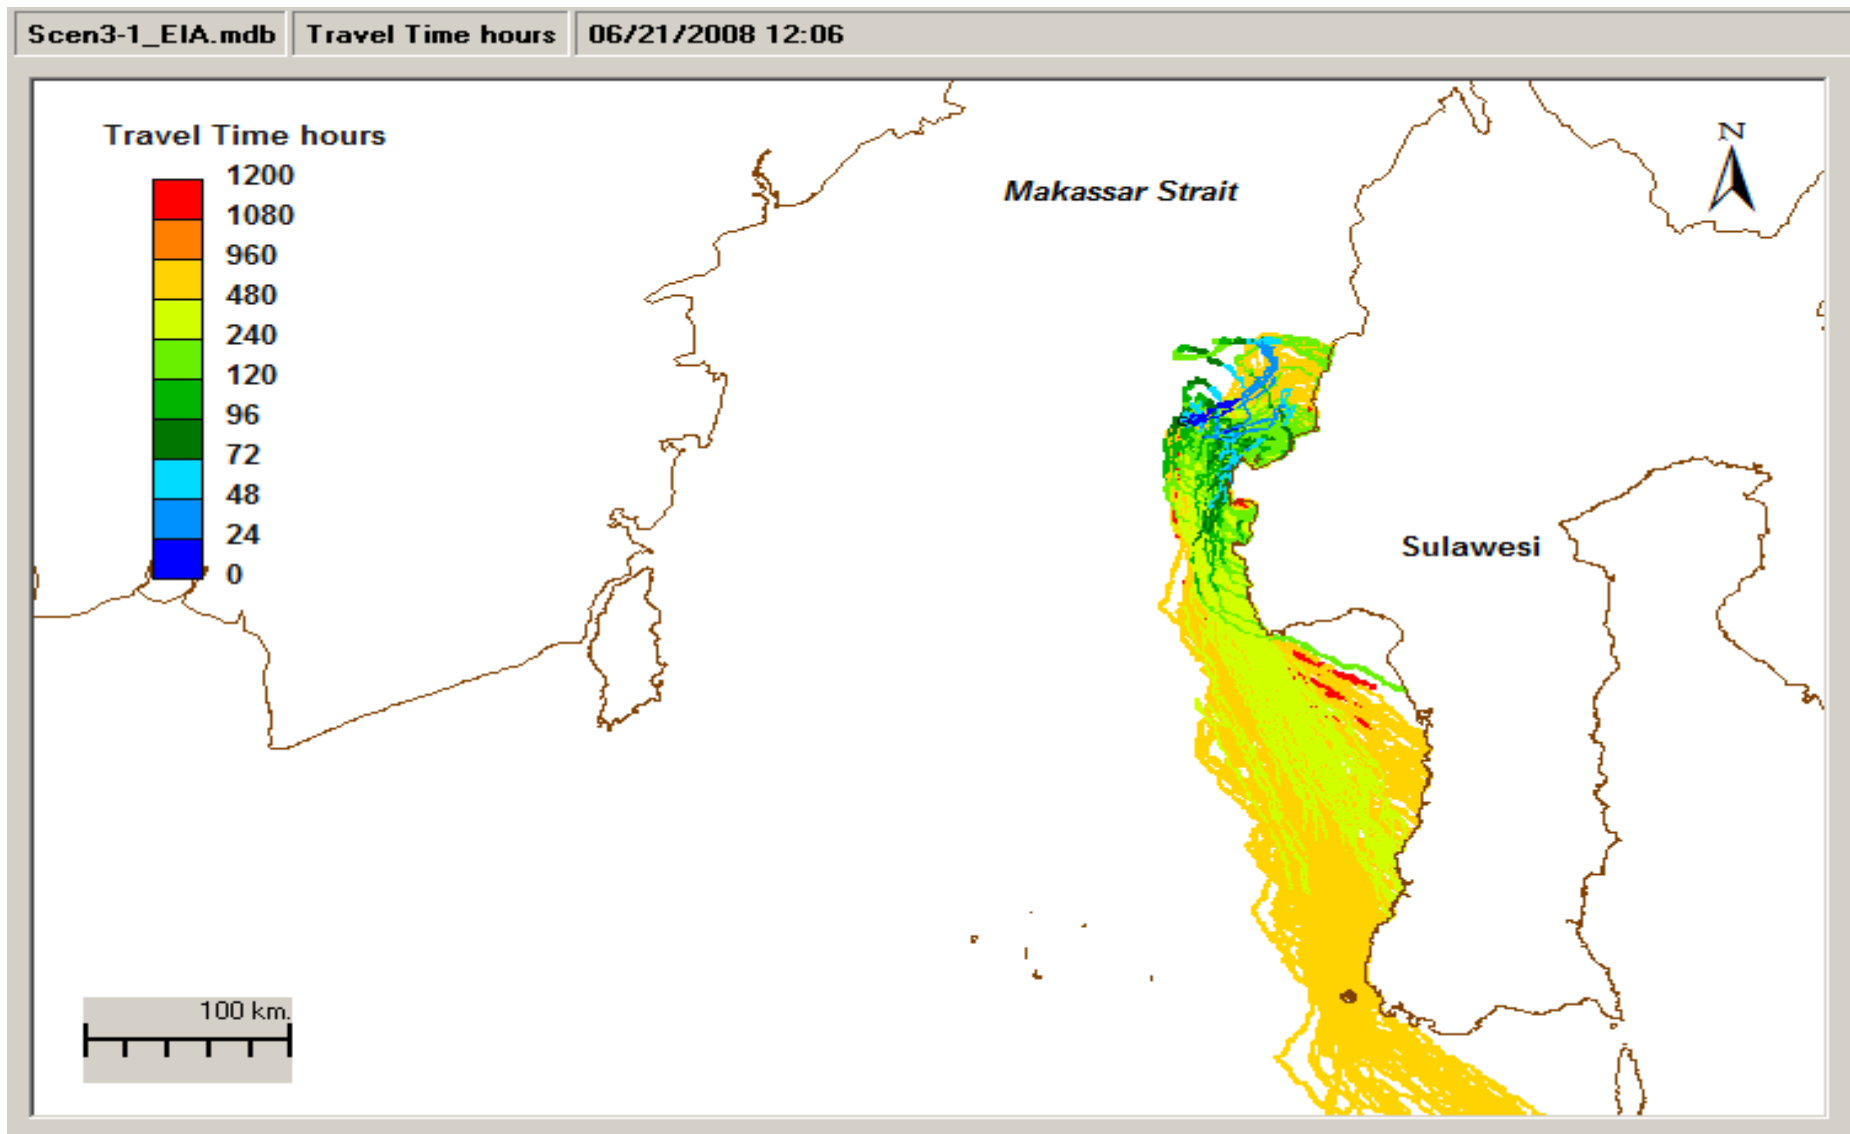 Scen3-1_EIA.mdb Travel Time hours 06/21/2008 12:06
Travel Time hours
1200
1080
960
480
240
120
96
72
48
24
0
Makassar Strait
N
Sulawesi
100 km.